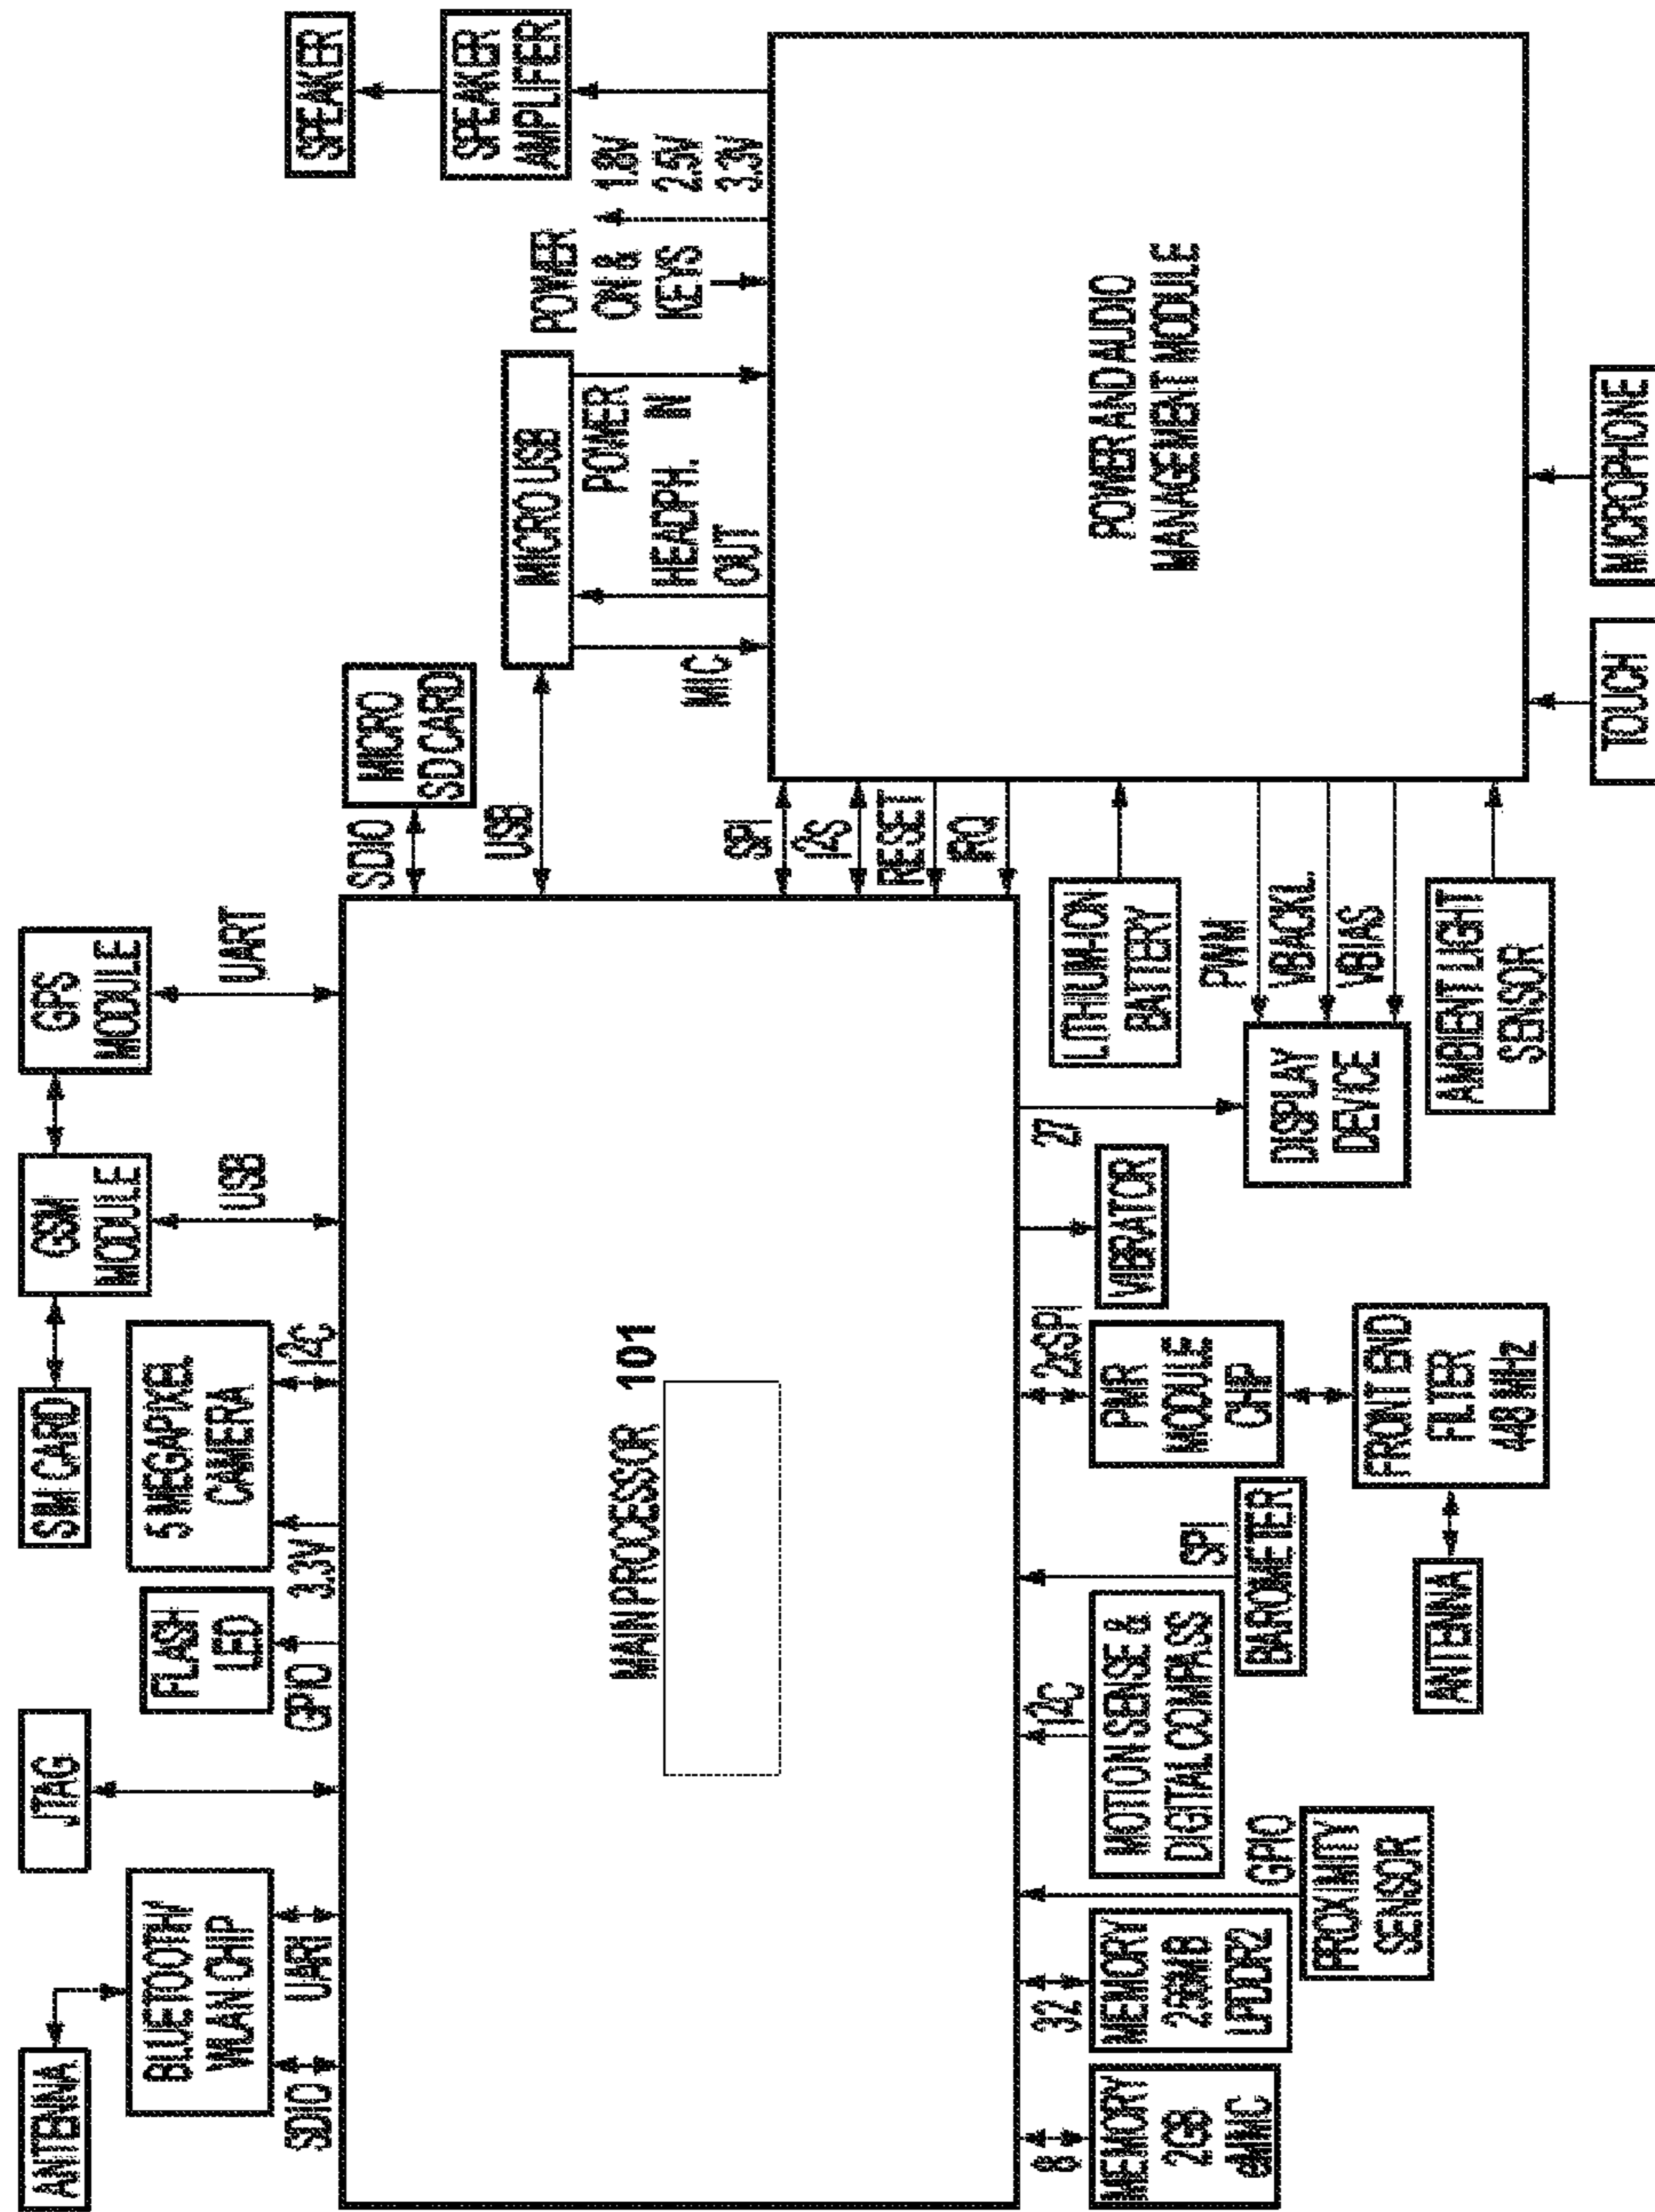 ANTENNA
BLUETOOTH/
WLAN CHIP
SDIO
UART
JTAG
FLASH
LED
GPIO
5 MEGAPIXEL
CAMERA
3.3V
I2C
SIM CARD
GSM
MODULE
USB
GPS
MODULE
UART
MAIN PROCESSOR 101
SDIO
MICRO
SD CARD
USB
MICRO USB
MIC
HEADPH.
OUT
POWER
IN
POWER
ON &
KEYS
1.8V
2.5V
3.3V
SPEAKER
SPEAKER
AMPLIFER
SPI
I2S
RESET
IRQ
POWER AND AUDIO
MANAGEMENT MODULE
8
MEMORY
2GB
eMMC
32
MEMORY
256MB
LPDDR2
GPIO
PROXIMITY
SENSOR
I2C
MOTION SENSE &
DIGITAL COMPASS
SPI
BAROMETER
2xSPI
PMR
MODULE
CHIP
FRONT END
FILTER
448 MHz
ANTENNA
VIBRATOR
27
DISPLAY
DEVICE
LITHIUM-ION
BATTERY
PWM
VBACKL.
VBIAS
AMBIENT LIGHT
SENSOR
TOUCH
MICROPHONE